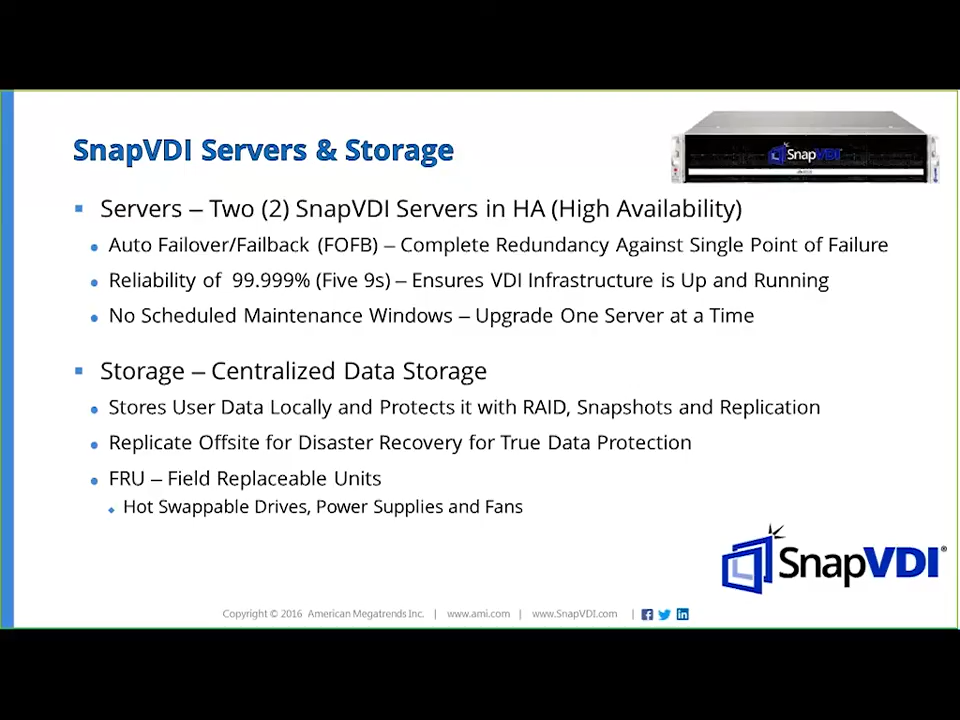 SnapVDI Servers & Storage
SnapVDI
Servers – Two (2) SnapVDI Servers in HA (High Availability)
Auto Failover/Failback (FOFB) – Complete Redundancy Against Single Point of Failure
Reliability of 99.999% (Five 9s) – Ensures VDI Infrastructure is Up and Running
No Scheduled Maintenance Windows – Upgrade One Server at a Time
Storage – Centralized Data Storage
Stores User Data Locally and Protects it with RAID, Snapshots and Replication
Replicate Offsite for Disaster Recovery for True Data Protection
FRU – Field Replaceable Units
Hot Swappable Drives, Power Supplies and Fans
SnapVDI®
Copyright © 2016 American Megatrends Inc. | www.ami.com | www.SnapVDI.com |